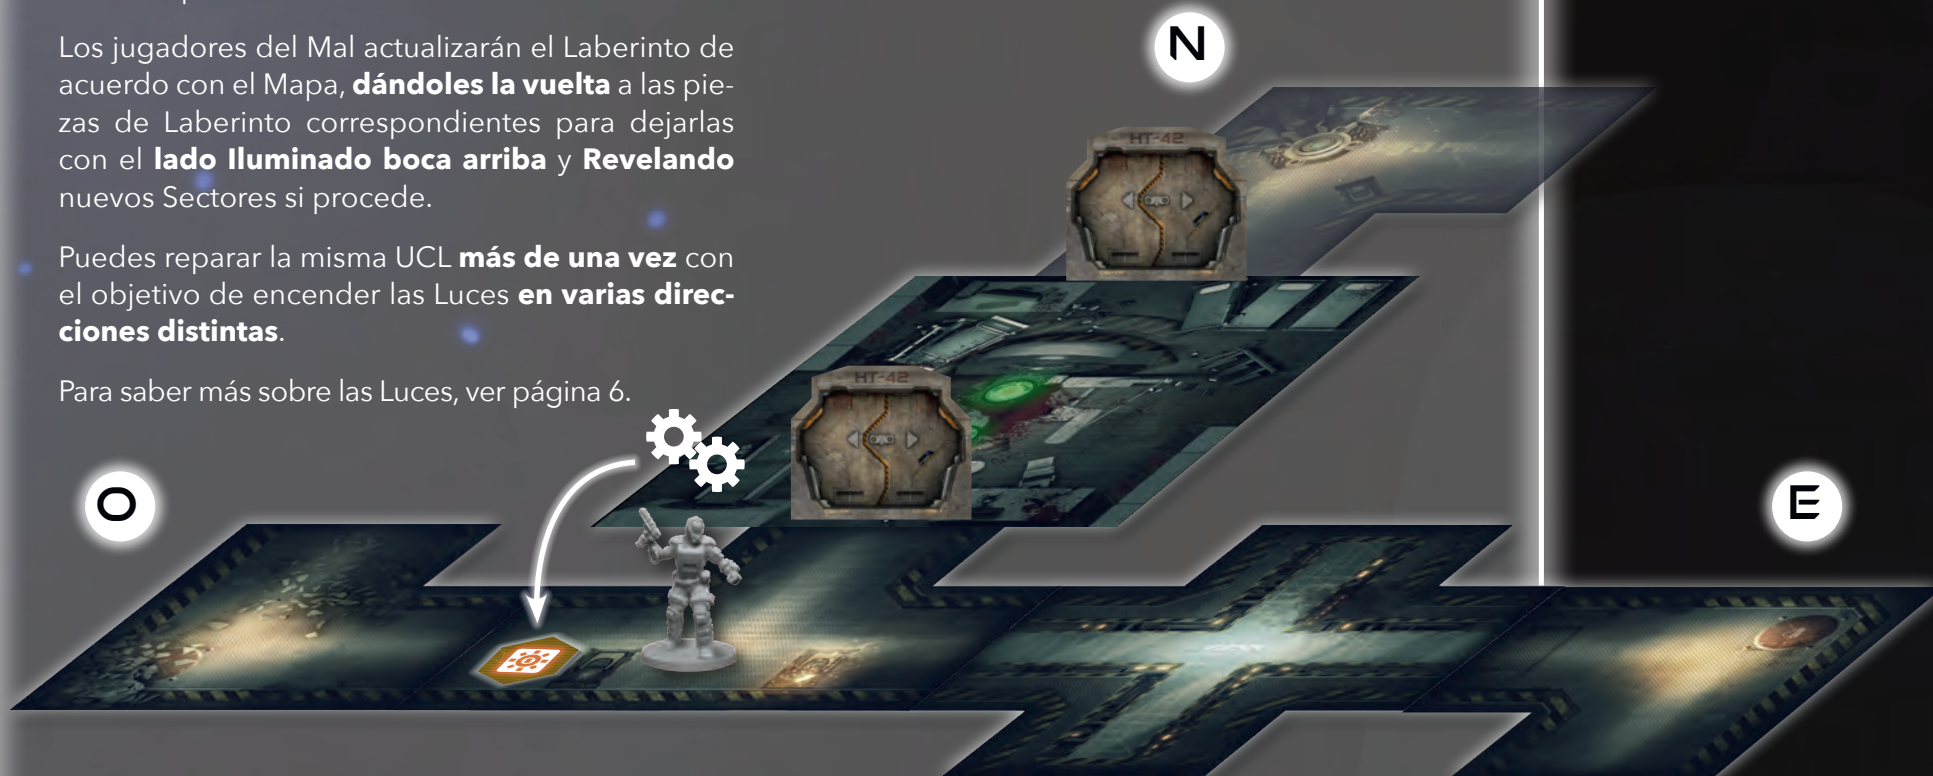 Los jugadores del Mal actualizarán el Laberinto de
acuerdo con el Mapa, dándoles la vuelta a las pie-
zas de Laberinto correspondientes para dejarlas
con el lado Iluminado boca arriba y Revelando
nuevos Sectores si procede.
Puedes reparar la misma UCL más de una vez con
el objetivo de encender las Luces en varias direc-
ciones distintas.
Para saber más sobre las Luces, ver página 6.
N
HT-42
HT-42
O
E